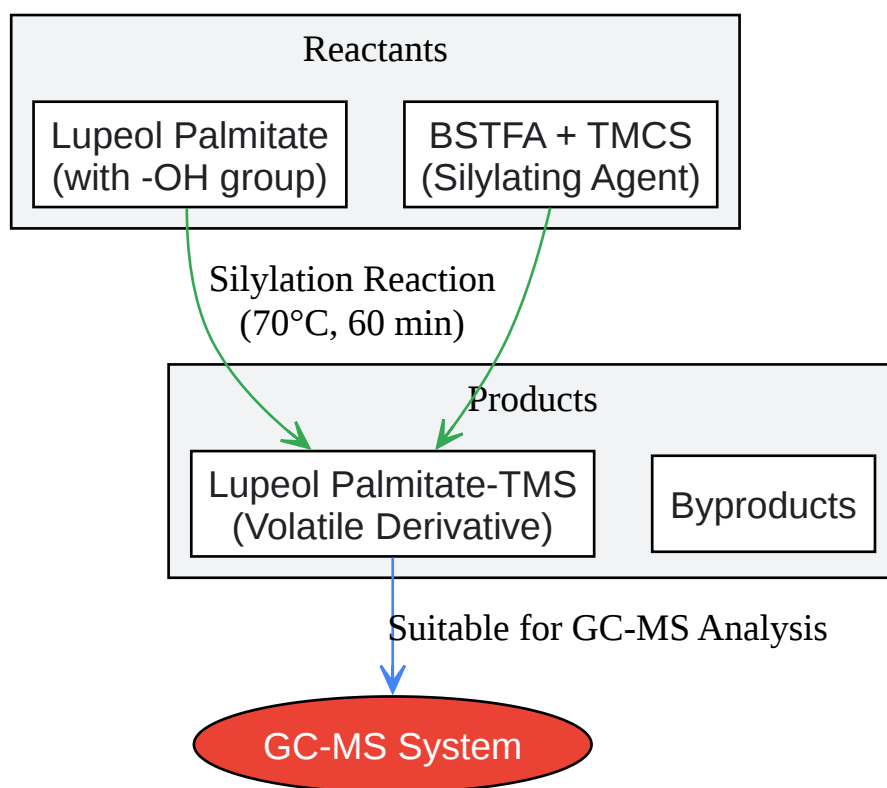 Reactants
Lupeol Palmitate
(with -OH group)
BSTFA + TMCS
(Silylating Agent)
Silylation Reaction
(70°C, 60 min)
Products
Lupeol Palmitate-TMS
(Volatile Derivative)
Byproducts
Suitable for GC-MS Analysis
GC-MS System